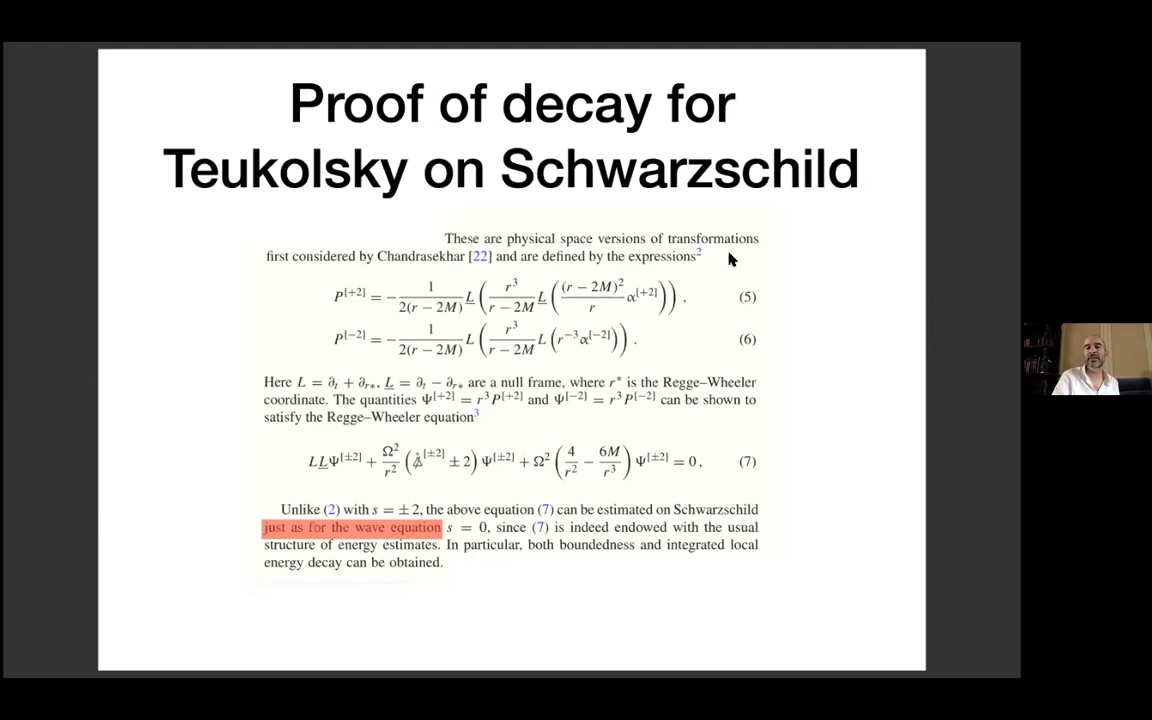 Proof of decay for
Teukolsky on Schwarzschild
These are physical space versions of transformations
first considered by Chandrasekhar [22] and are defined by the expressions²
P^{[+2]} = −\frac{1}{2(r − 2M)} \underline{L} \left( \frac{r^3}{r − 2M} \underline{L} \left( \frac{(r − 2M)^2}{r} α^{[+2]} \right) \right) , (5)
P^{[−2]} = −\frac{1}{2(r − 2M)} L \left( \frac{r^3}{r − 2M} L \left( r^{−3} α^{[−2]} \right) \right) . (6)
Here L = ∂_t + ∂_{r*}, \underline{L} = ∂_t − ∂_{r*} are a null frame, where r* is the Regge–Wheeler
coordinate. The quantities Ψ^{[+2]} = r^3 P^{[+2]} and Ψ^{[−2]} = r^3 P^{[−2]} can be shown to
satisfy the Regge–Wheeler equation³
L\underline{L}Ψ^{[±2]} + \frac{Ω^2}{r^2} \left( \mathring{Δ̸}^{[±2]} ± 2 \right) Ψ^{[±2]} + Ω^2 \left( \frac{4}{r^2} − \frac{6M}{r^3} \right) Ψ^{[±2]} = 0, (7)
Unlike (2) with s = ±2, the above equation (7) can be estimated on Schwarzschild
just as for the wave equation s = 0, since (7) is indeed endowed with the usual
structure of energy estimates. In particular, both boundedness and integrated local
energy decay can be obtained.